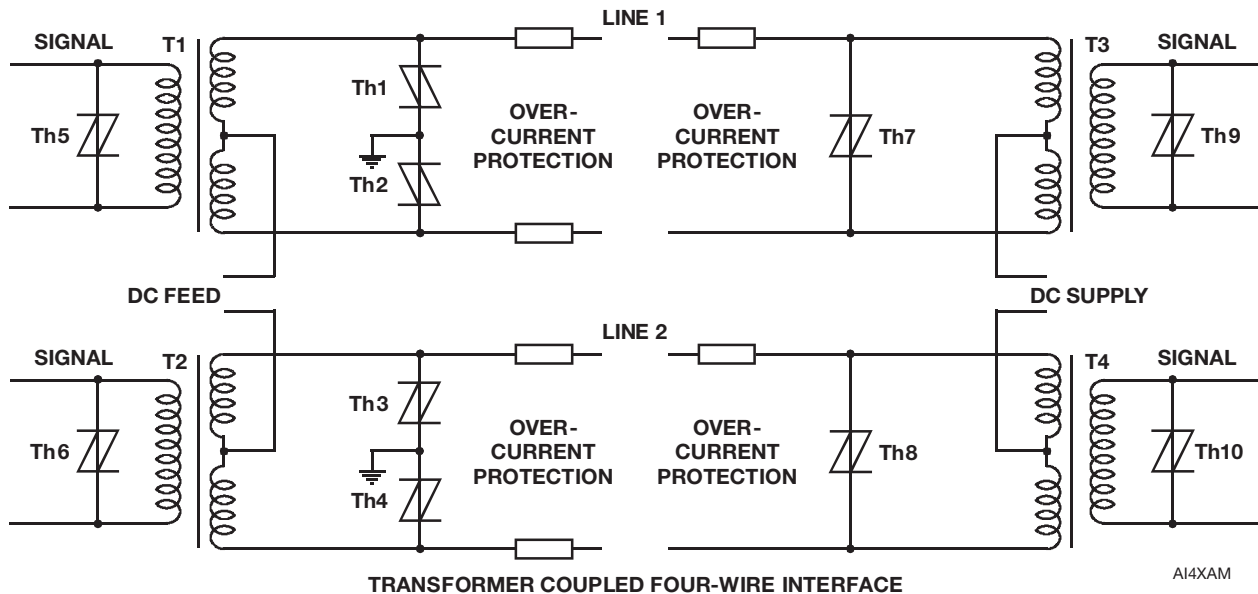 LINE 1
SIGNAL
T1
T3
SIGNAL
Th1
Th5
OVER-
CURRENT
PROTECTION
OVER-
CURRENT
PROTECTION
Th7
Th9
Th2
DC FEED
DC SUPPLY
LINE 2
SIGNAL
T2
T4
SIGNAL
Th3
Th6
OVER-
CURRENT
PROTECTION
OVER-
CURRENT
PROTECTION
Th8
Th10
Th4
TRANSFORMER COUPLED FOUR-WIRE INTERFACE
AI4XAM